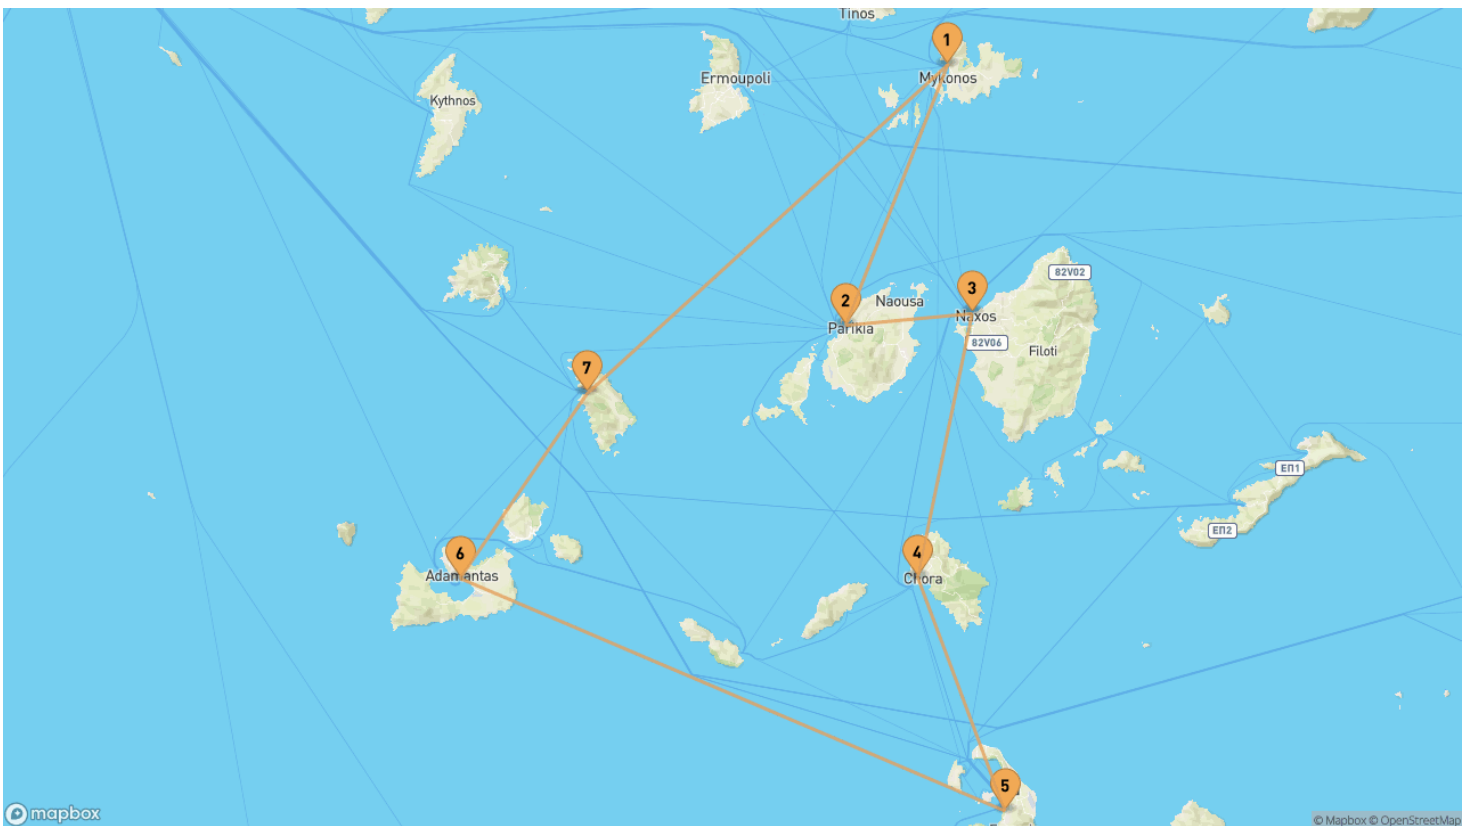 Tinos
1
Mykonos
Ermoupoli
Kythnos
82V02
3
2
Naousa
Naxos
Parikia
82V06
Filoti
7
ΕΠ1
ΕΠ2
4
6
Adamantas
Chora
5
mapbox
© Mapbox © OpenStreetMap